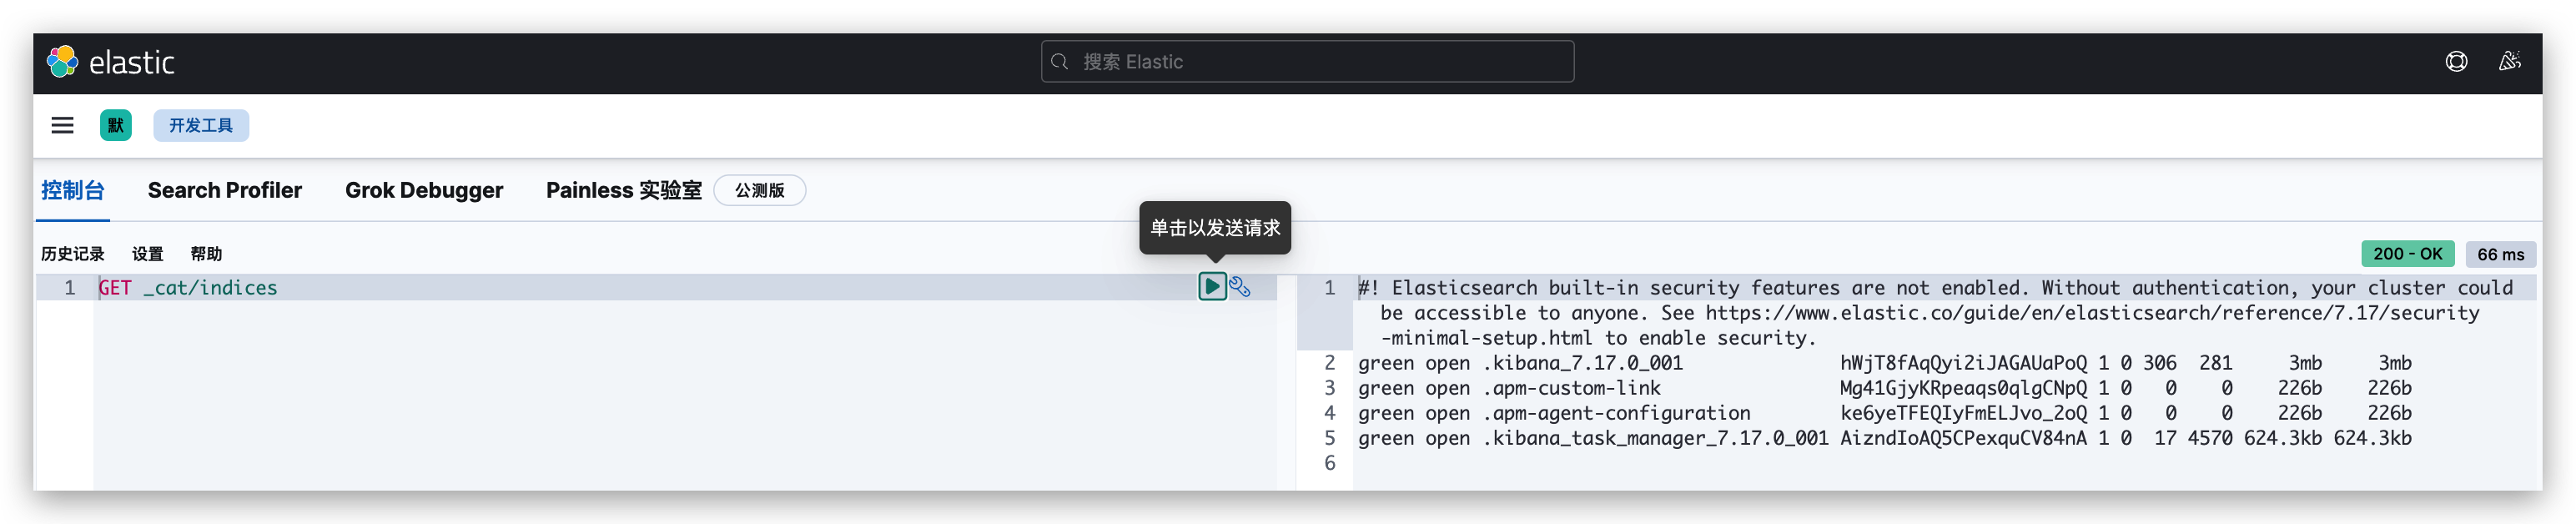 elastic
搜索 Elastic
默
开发工具
控制台 Search Profiler Grok Debugger Painless 实验室 公测版
单击以发送请求
历史记录 设置 帮助
200 - OK 66 ms
1 GET _cat/indices
1 #! Elasticsearch built-in security features are not enabled. Without authentication, your cluster could
be accessible to anyone. See https://www.elastic.co/guide/en/elasticsearch/reference/7.17/security
-minimal-setup.html to enable security.
2 green open .kibana_7.17.0_001 hWjT8fAqQyi2iJAGAUaPoQ 1 0 306 281 3mb 3mb
3 green open .apm-custom-link Mg41GjyKRpeaqs0qlgCNpQ 1 0 0 0 226b 226b
4 green open .apm-agent-configuration ke6yeTFEQIyFmELJvo_2oQ 1 0 0 0 226b 226b
5 green open .kibana_task_manager_7.17.0_001 AizndIoAQ5CPexquCV84nA 1 0 17 4570 624.3kb 624.3kb
6